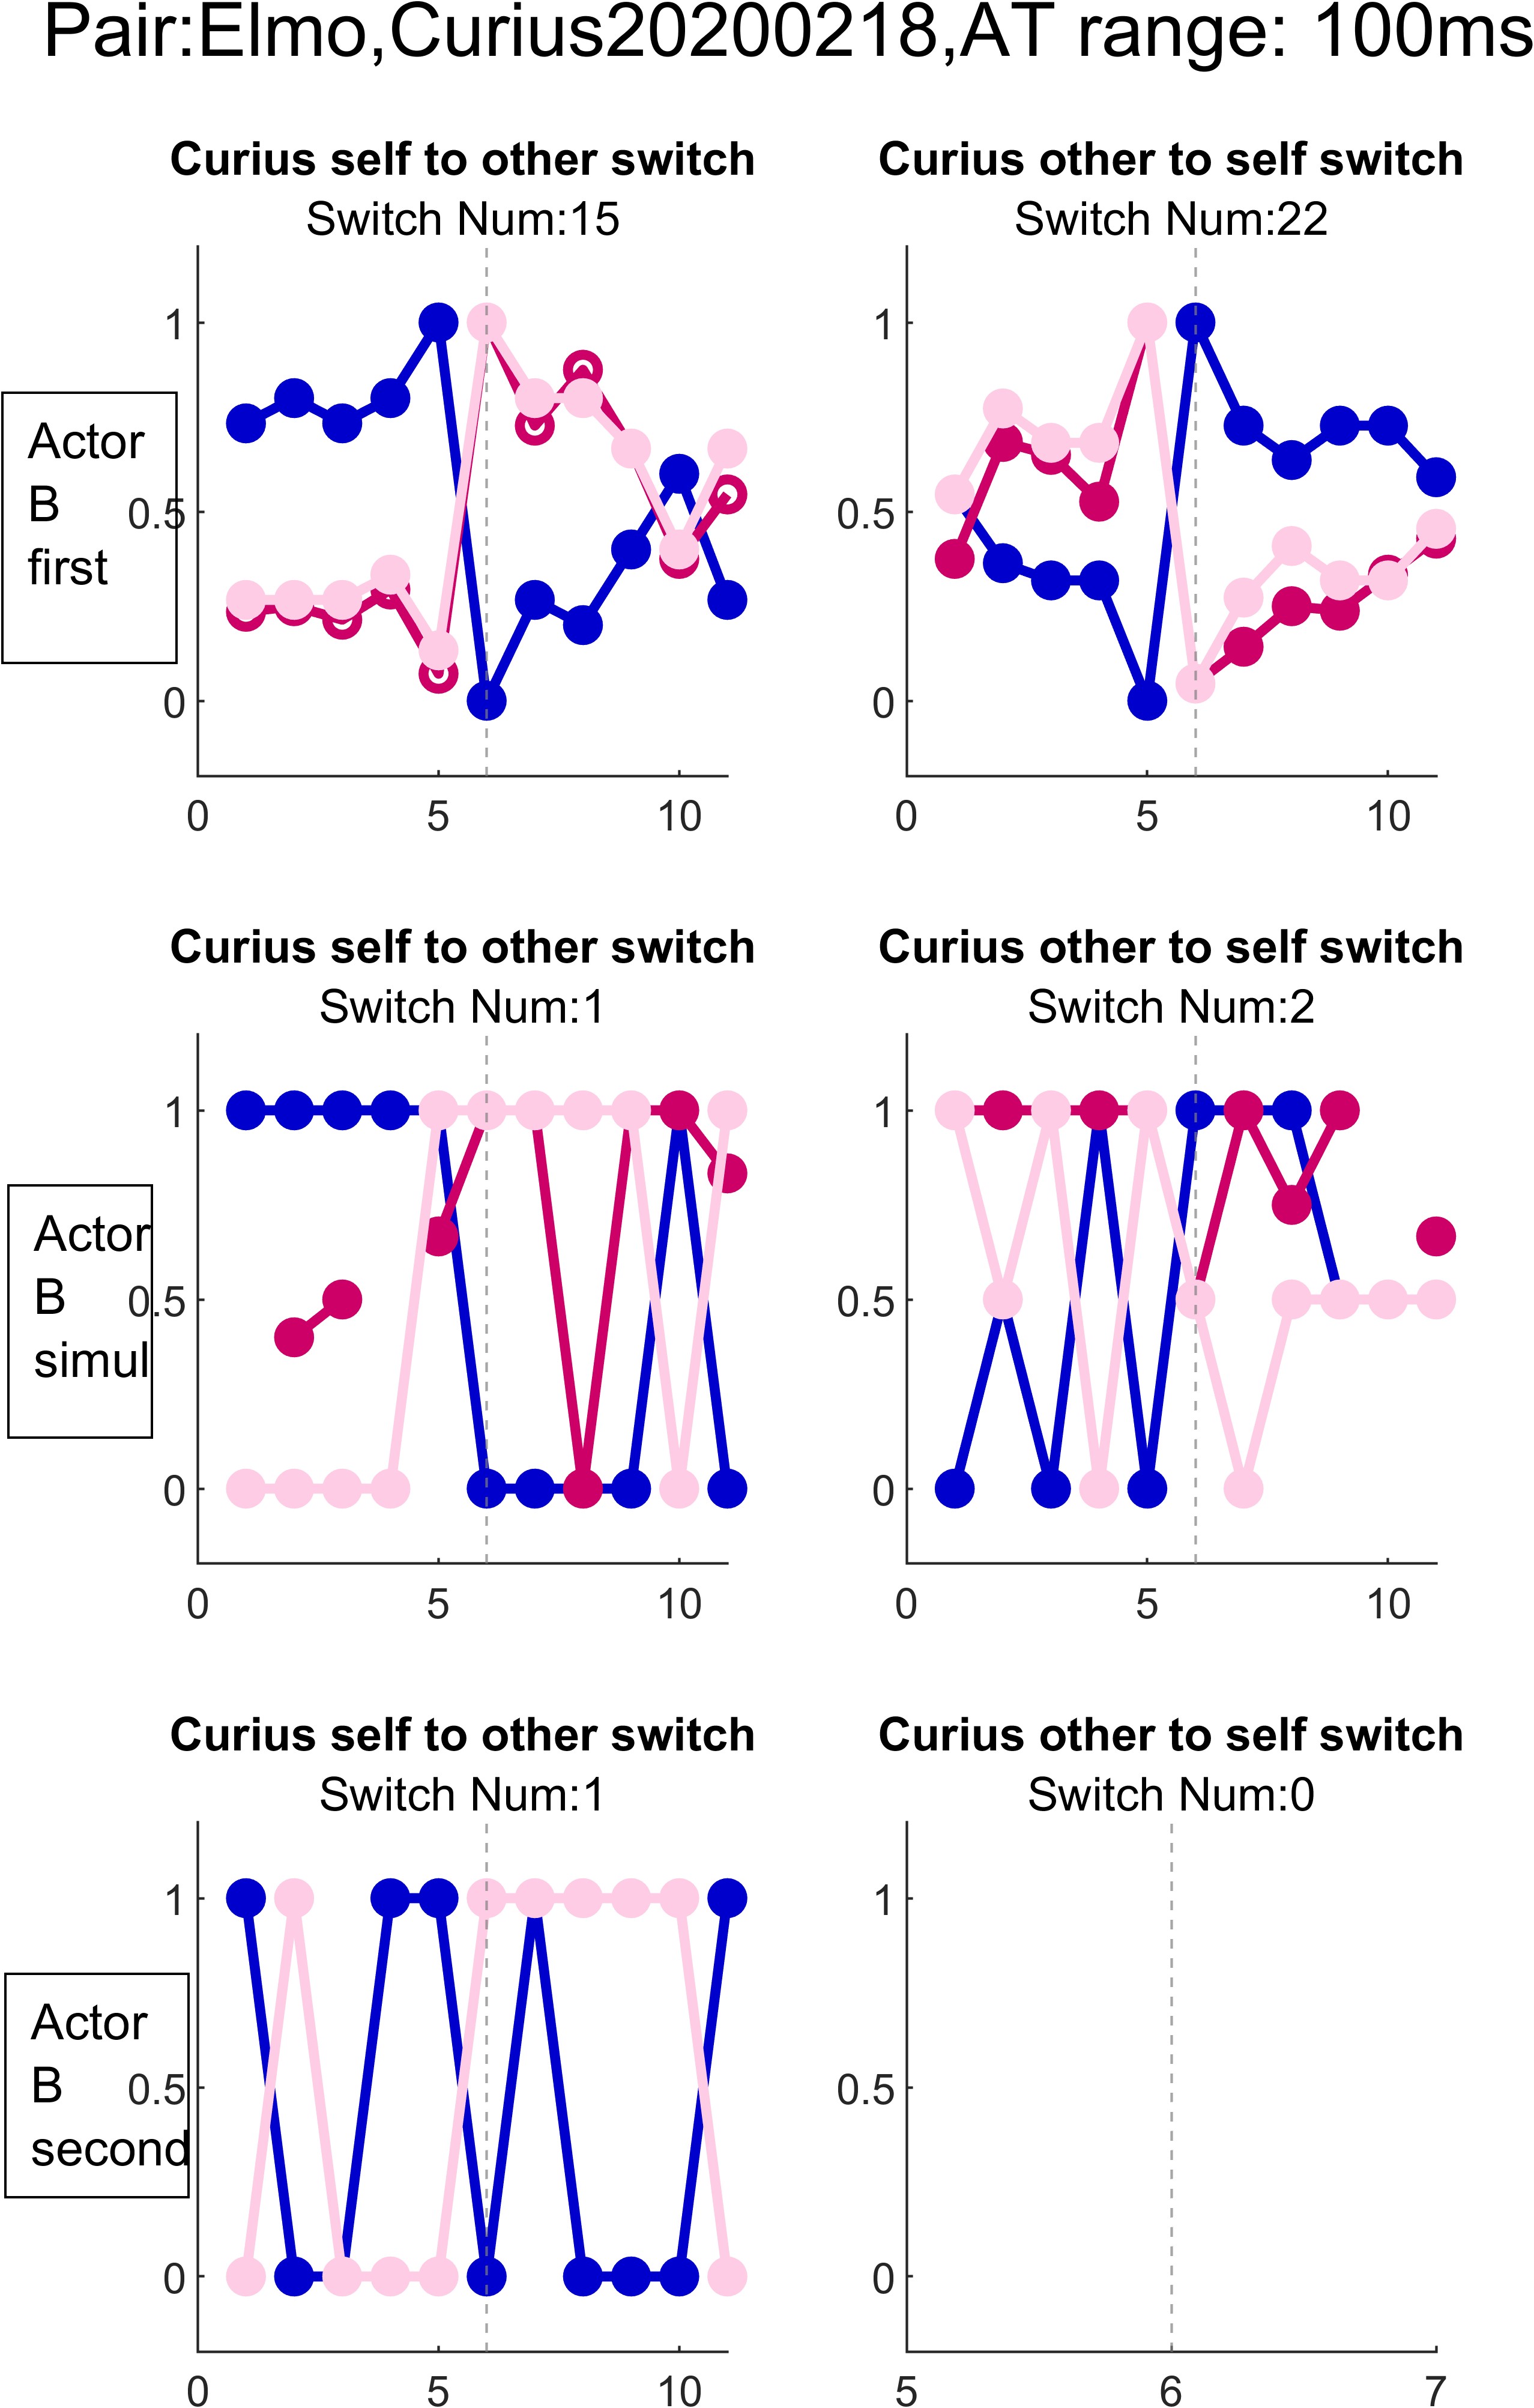 Pair:Elmo,Curius20200218,AT range: 100ms
Curius self to other switch
Switch Num:15
Curius other to self switch
Switch Num:22
Actor
B
first
1
0.5
0
0 5 10
1
0.5
0
0 5 10
Curius self to other switch
Switch Num:1
Curius other to self switch
Switch Num:2
Actor
B
simul
1
0.5
0
0 5 10
1
0.5
0
0 5 10
Curius self to other switch
Switch Num:1
Curius other to self switch
Switch Num:0
Actor
B
second
1
0.5
0
0 5 10
1
0.5
0
5 6 7